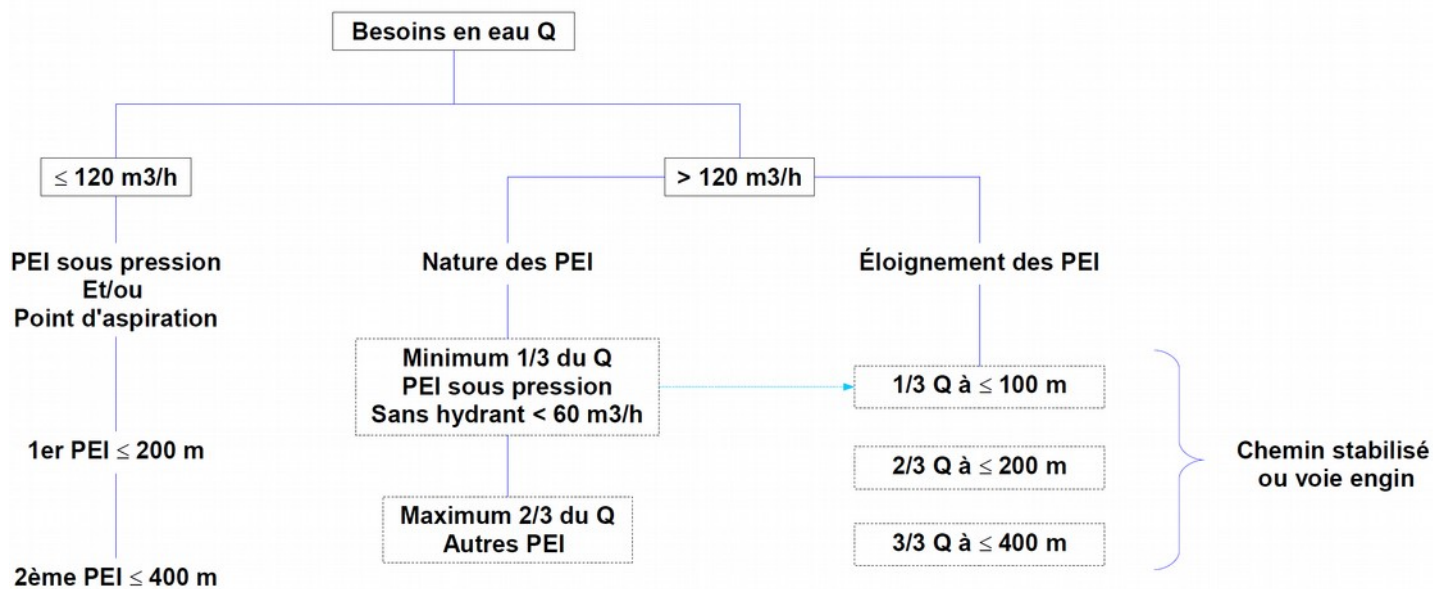 Besoins en eau Q
≤ 120 m3/h
> 120 m3/h
PEI sous pression
Et/ou
Point d'aspiration
Nature des PEI
Éloignement des PEI
Minimum 1/3 du Q
PEI sous pression
Sans hydrant < 60 m3/h
1/3 Q à ≤ 100 m
1er PEI ≤ 200 m
2/3 Q à ≤ 200 m
Chemin stabilisé
ou voie engin
Maximum 2/3 du Q
Autres PEI
3/3 Q à ≤ 400 m
2ème PEI ≤ 400 m